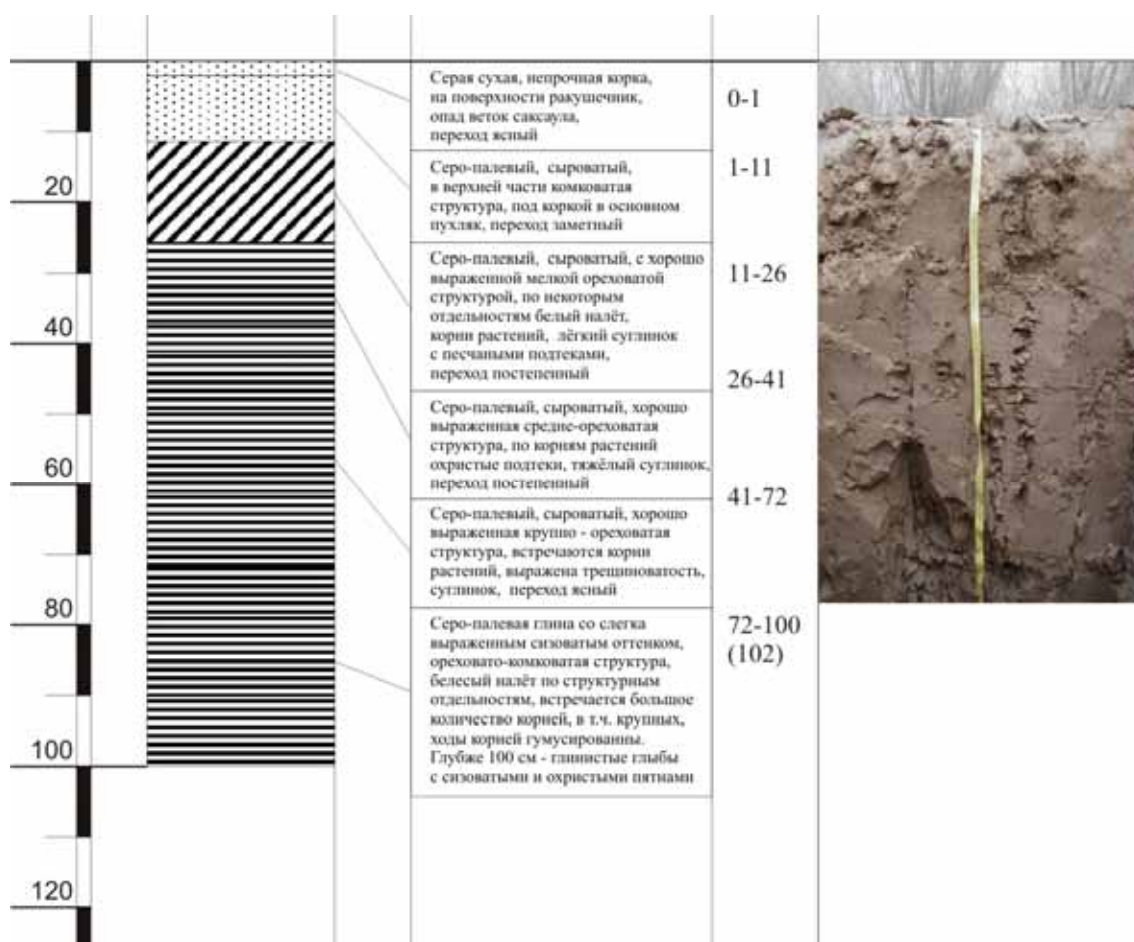 20
40
60
80
100
120
Серая сухая, непрочная корка,
на поверхности ракушечник,
опад веток саксаула,
переход ясный
0-1
Серо-палевый, сыроватый,
в верхней части комковатая
структура, под коркой в основном
пухляк, переход заметный
1-11
Серо-палевый, сыроватый, с хорошо
выраженной мелкой ореховатой
структурой, по некоторым
отдельностям белый налёт,
корни растений, лёгкий суглинок
с песчаными подтеками,
переход постепенный
11-26
Серо-палевый, сыроватый, хорошо
выраженная средне-ореховатая
структура, по корням растений
охристые подтеки, тяжёлый суглинок,
переход постепенный
26-41
Серо-палевый, сыроватый, хорошо
выраженная крупно - ореховатая
структура, встречаются корни
растений, выражена трещиноватость,
суглинок, переход ясный
41-72
Серо-палевая глина со слегка
выраженным сизоватым оттенком,
ореховато-комковатая структура,
белесый налёт по структурным
отдельностям, встречается большое
количество корней, в т.ч. крупных,
ходы корней гумусированны.
Глубже 100 см - глинистые глыбы
с сизоватыми и охристыми пятнами
72-100
(102)